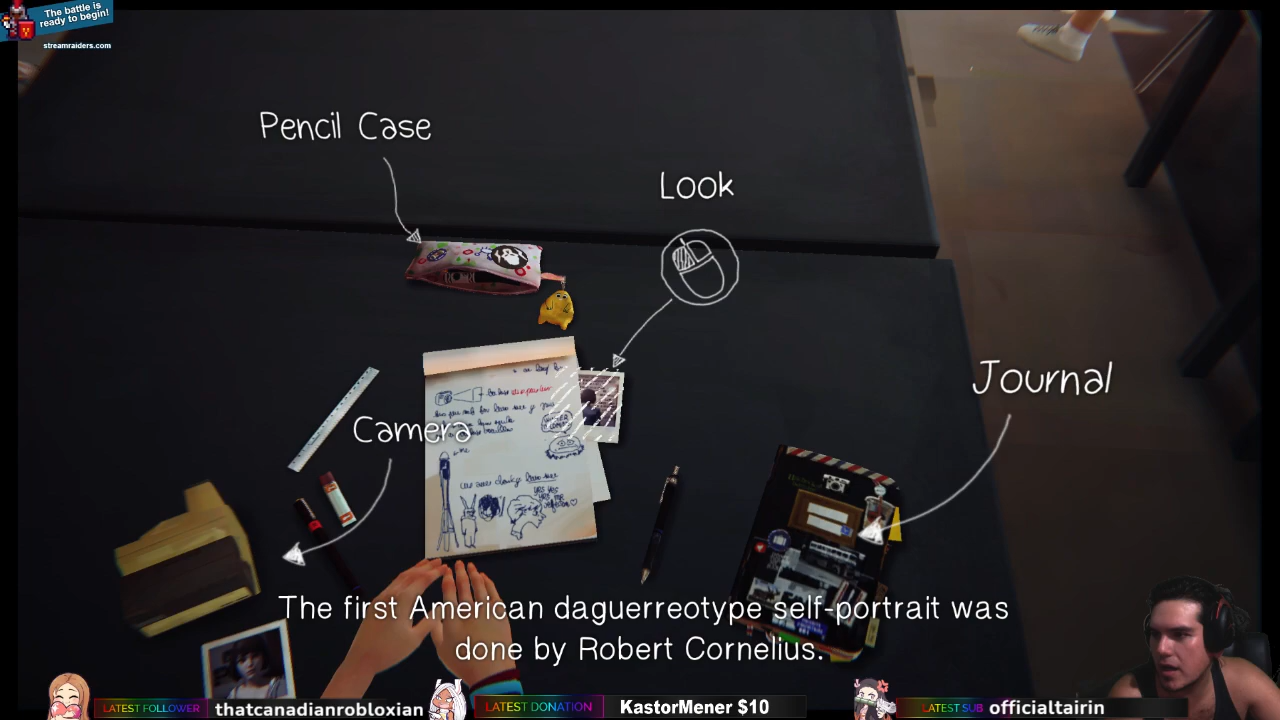 The battle is
ready to begin!
streamraiders.com
Pencil Case
Look
Journal
Camera
The first American daguerreotype self-portrait was
done by Robert Cornelius.
LATEST FOLLOWER thatcanadianrobloxian
LATEST DONATION KastorMener $10
LATEST SUB officialtairin